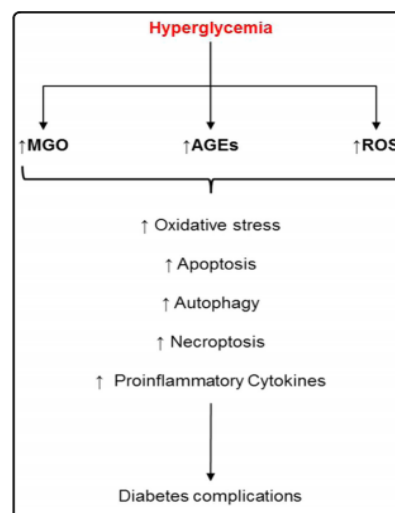 Hyperglycemia
↑MGO ↑AGEs ↑ROS
↑ Oxidative stress
↑ Apoptosis
↑ Autophagy
↑ Necroptosis
↑ Proinflammatory Cytokines
Diabetes complications